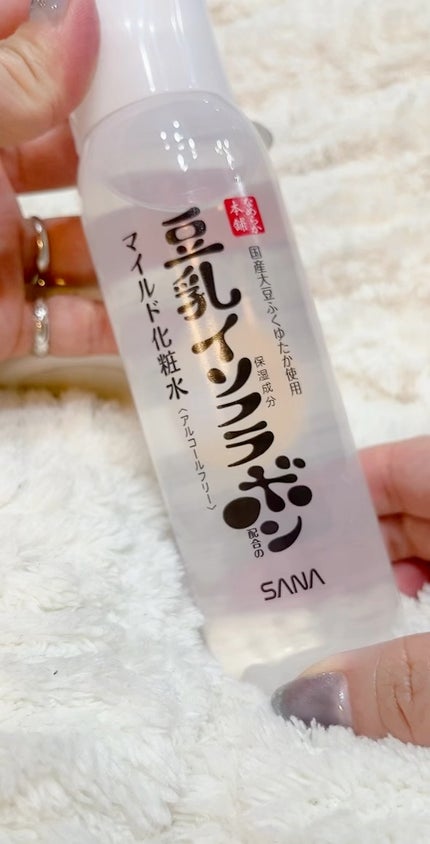 なめらか
本舗
国産大豆ふくゆたか使用
保湿成分
豆乳イソフラボン
配合の
マイルド化粧水
〈アルコールフリー〉
SANA